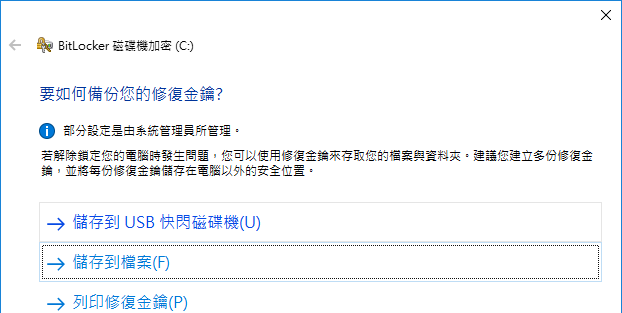 BitLocker 磁碟機加密 (C:)
要如何備份您的修復金鑰?
部分設定是由系統管理員所管理。
若解除鎖定您的電腦時發生問題，您可以使用修復金鑰來存取您的檔案與資料夾。建議您建立多份修復金
鑰，並將每份修復金鑰儲存在電腦以外的安全位置。
儲存到 USB 快閃磁碟機(U)
儲存到檔案(F)
列印修復金鑰(P)